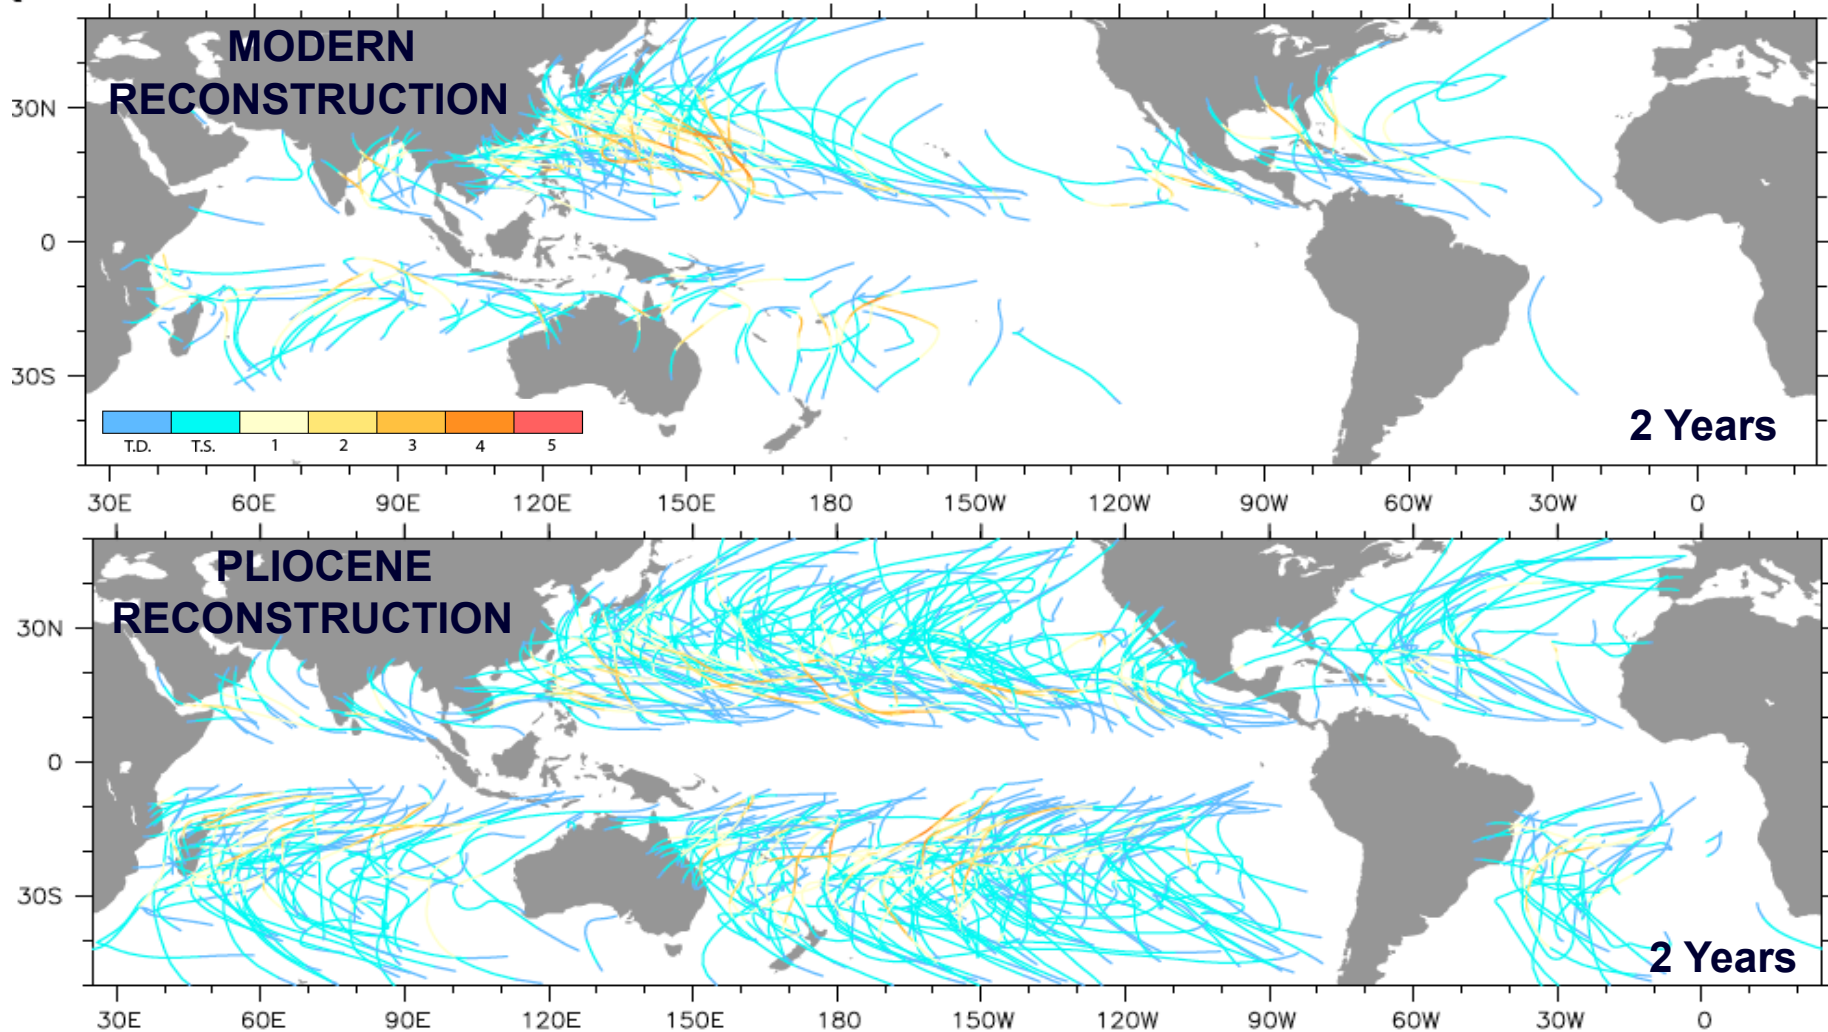 MODERN
RECONSTRUCTION
30N
0
30S
T.D. T.S. 1 2 3 4 5
2 Years
30E 60E 90E 120E 150E 180 150W 120W 90W 60W 30W 0
PLIOCENE
RECONSTRUCTION
30N
0
30S
2 Years
30E 60E 90E 120E 150E 180 150W 120W 90W 60W 30W 0